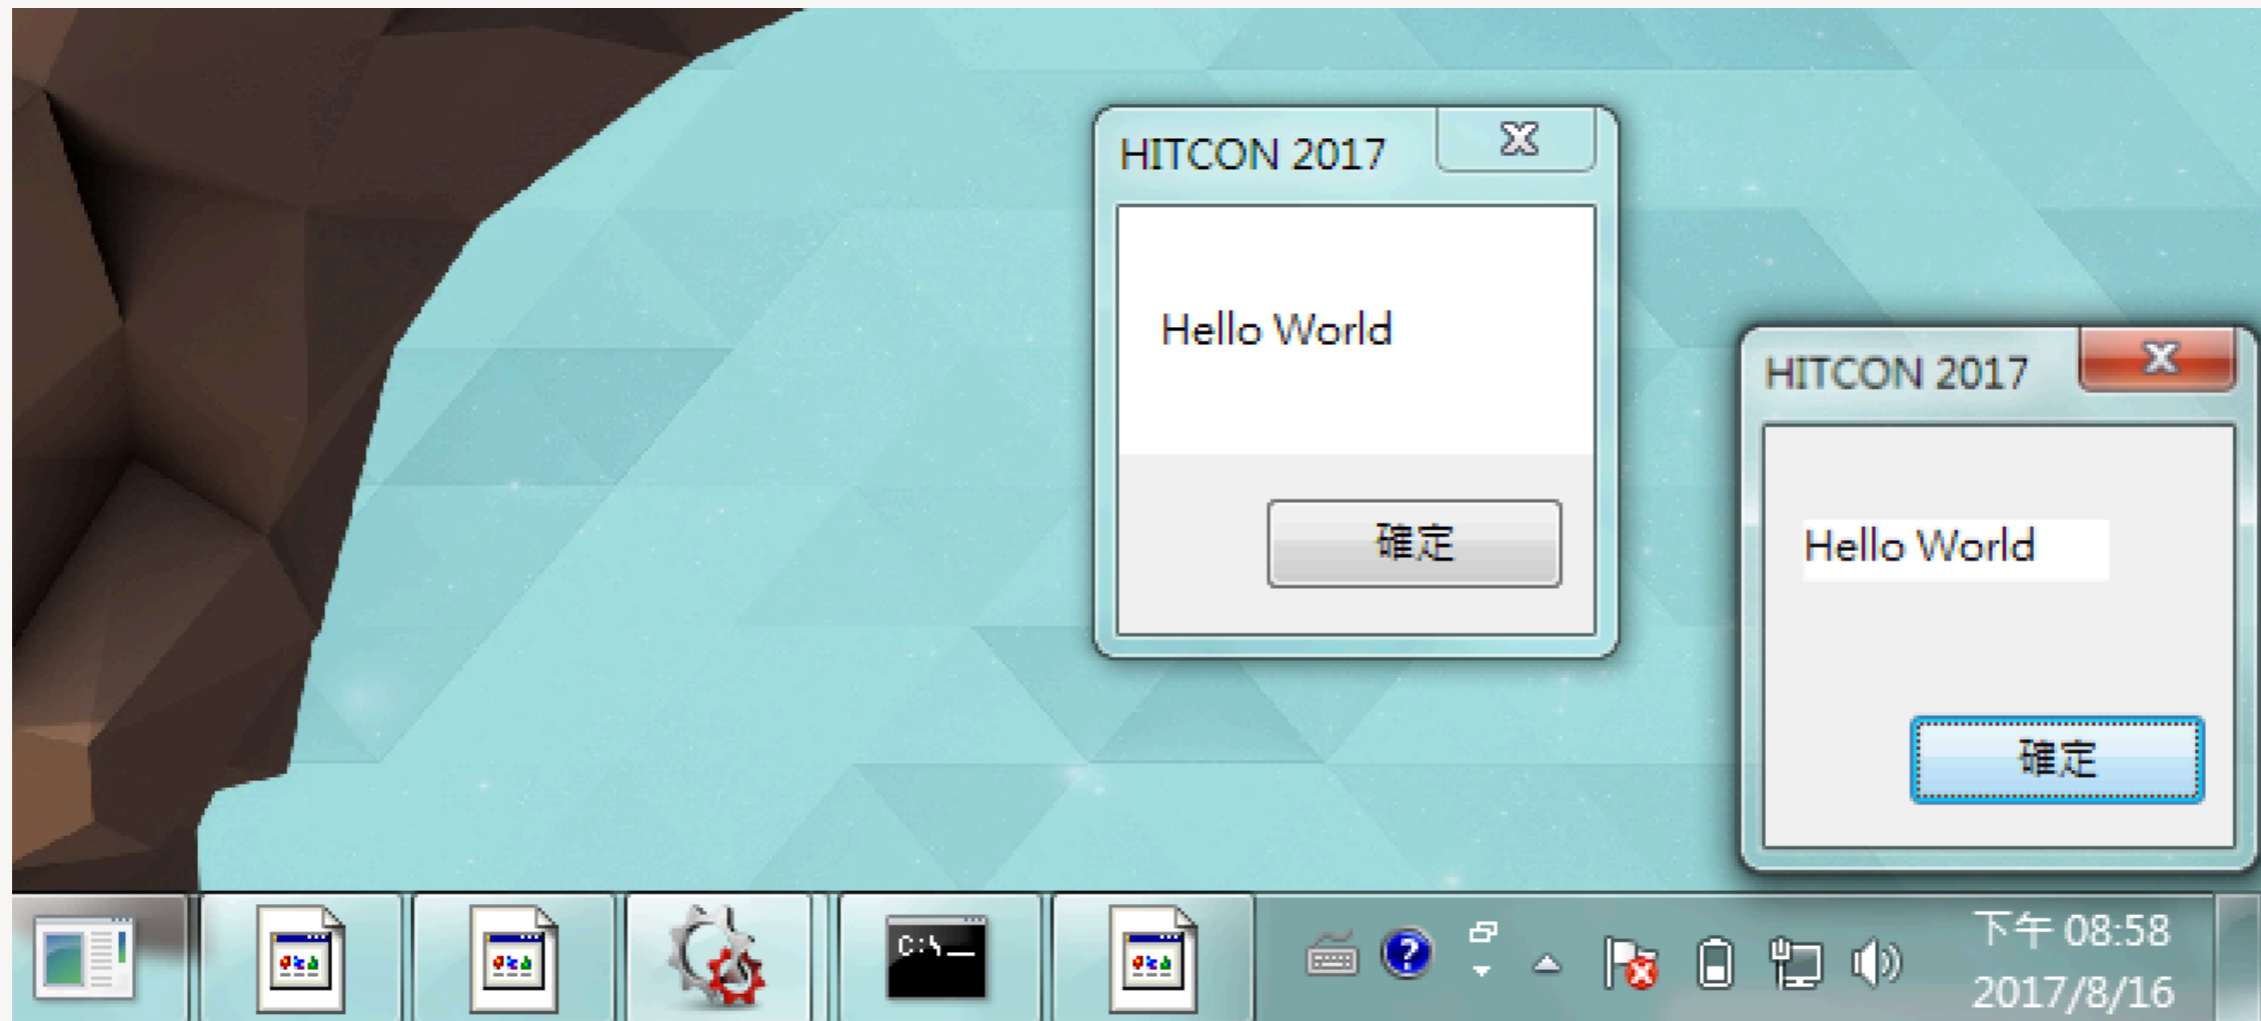 HITCON 2017
Hello World
確定
HITCON 2017
Hello World
確定
C:\_
下午 08:58
2017/8/16